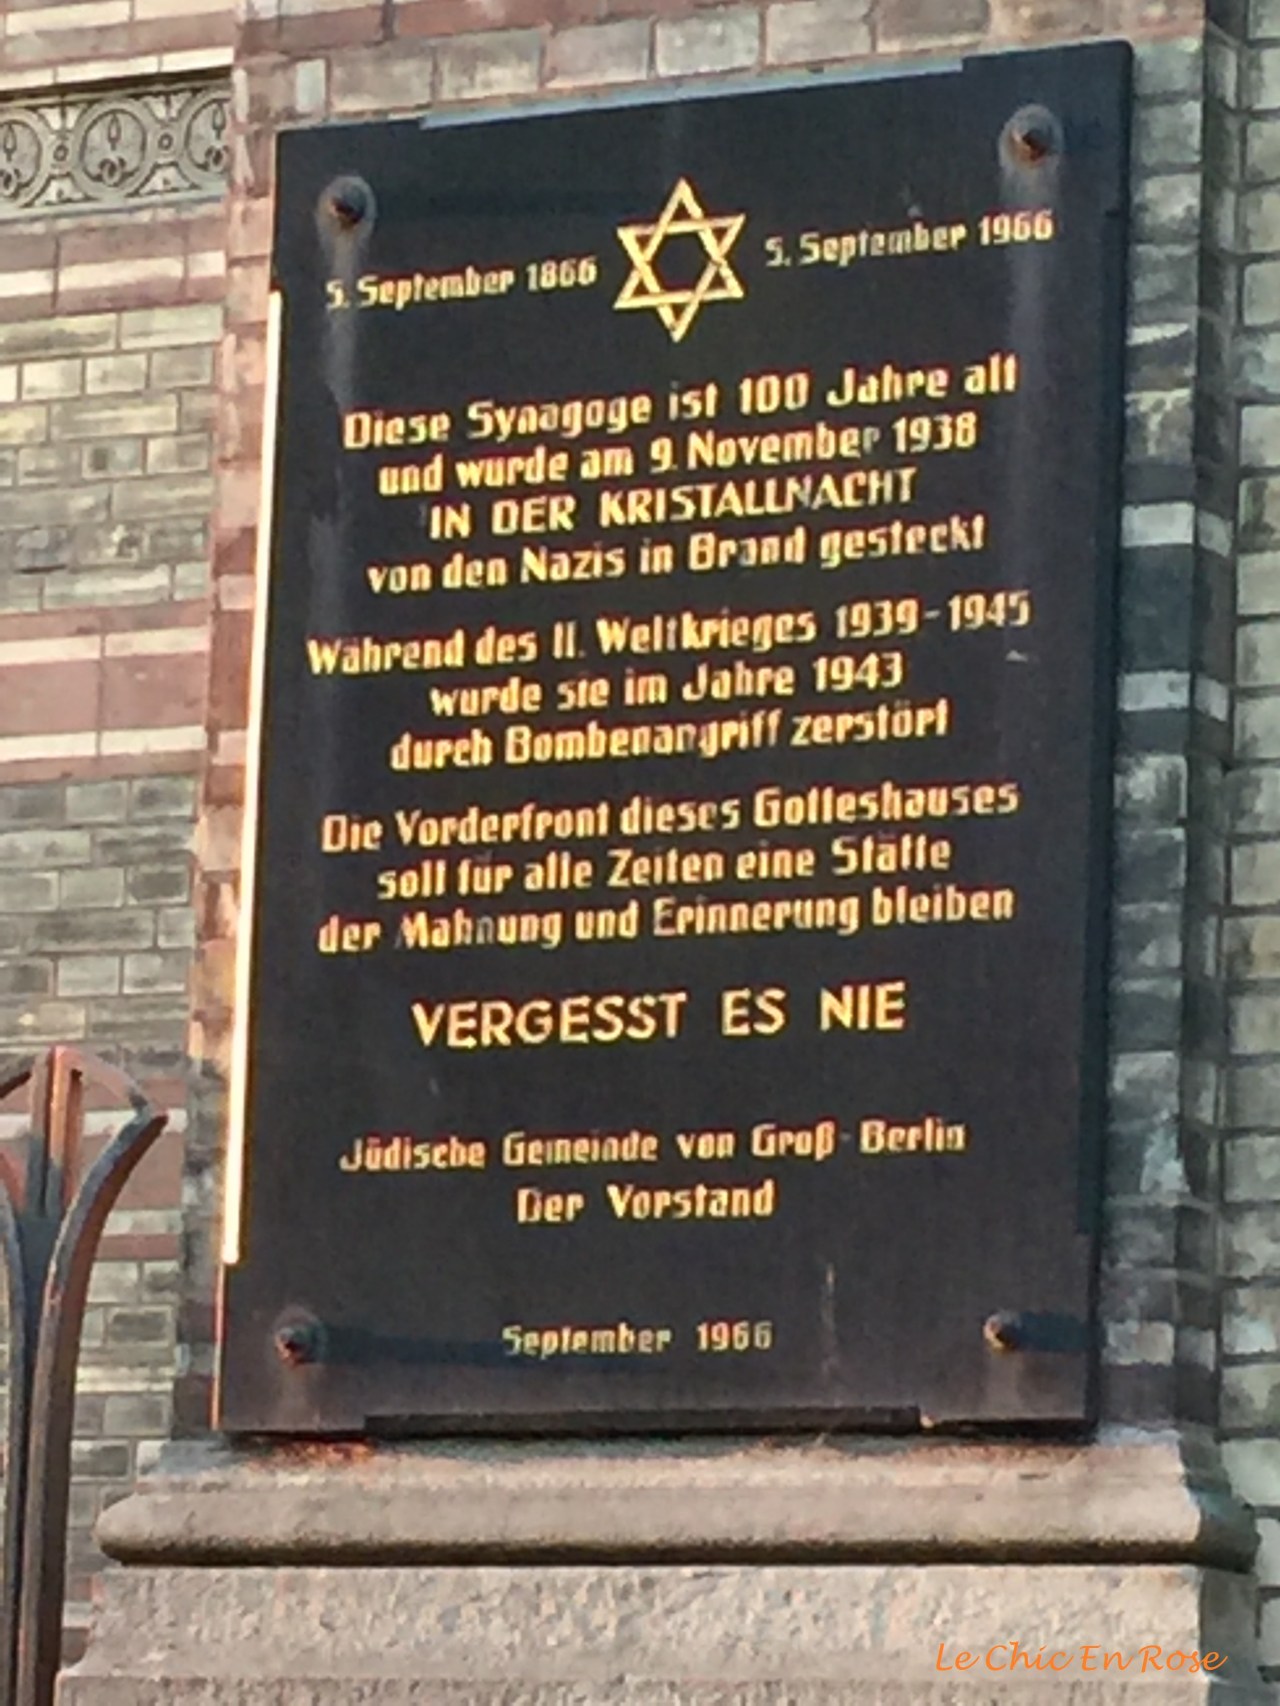 5. September 1866 5. September 1966
Diese Synagoge ist 100 Jahre alt
und wurde am 9. November 1938
IN DER KRISTALLNACHT
von den Nazis in Brand gesteckt
Während des II. Weltkrieges 1939-1945
wurde sie im Jahre 1943
durch Bombenangriff zerstört
Die Vorderfront dieses Gotteshauses
soll für alle Zeiten eine Stätte
der Mahnung und Erinnerung bleiben
VERGESST ES NIE
Jüdische Gemeinde von Groß-Berlin
Der Vorstand
September 1966
Le Chic En Rose